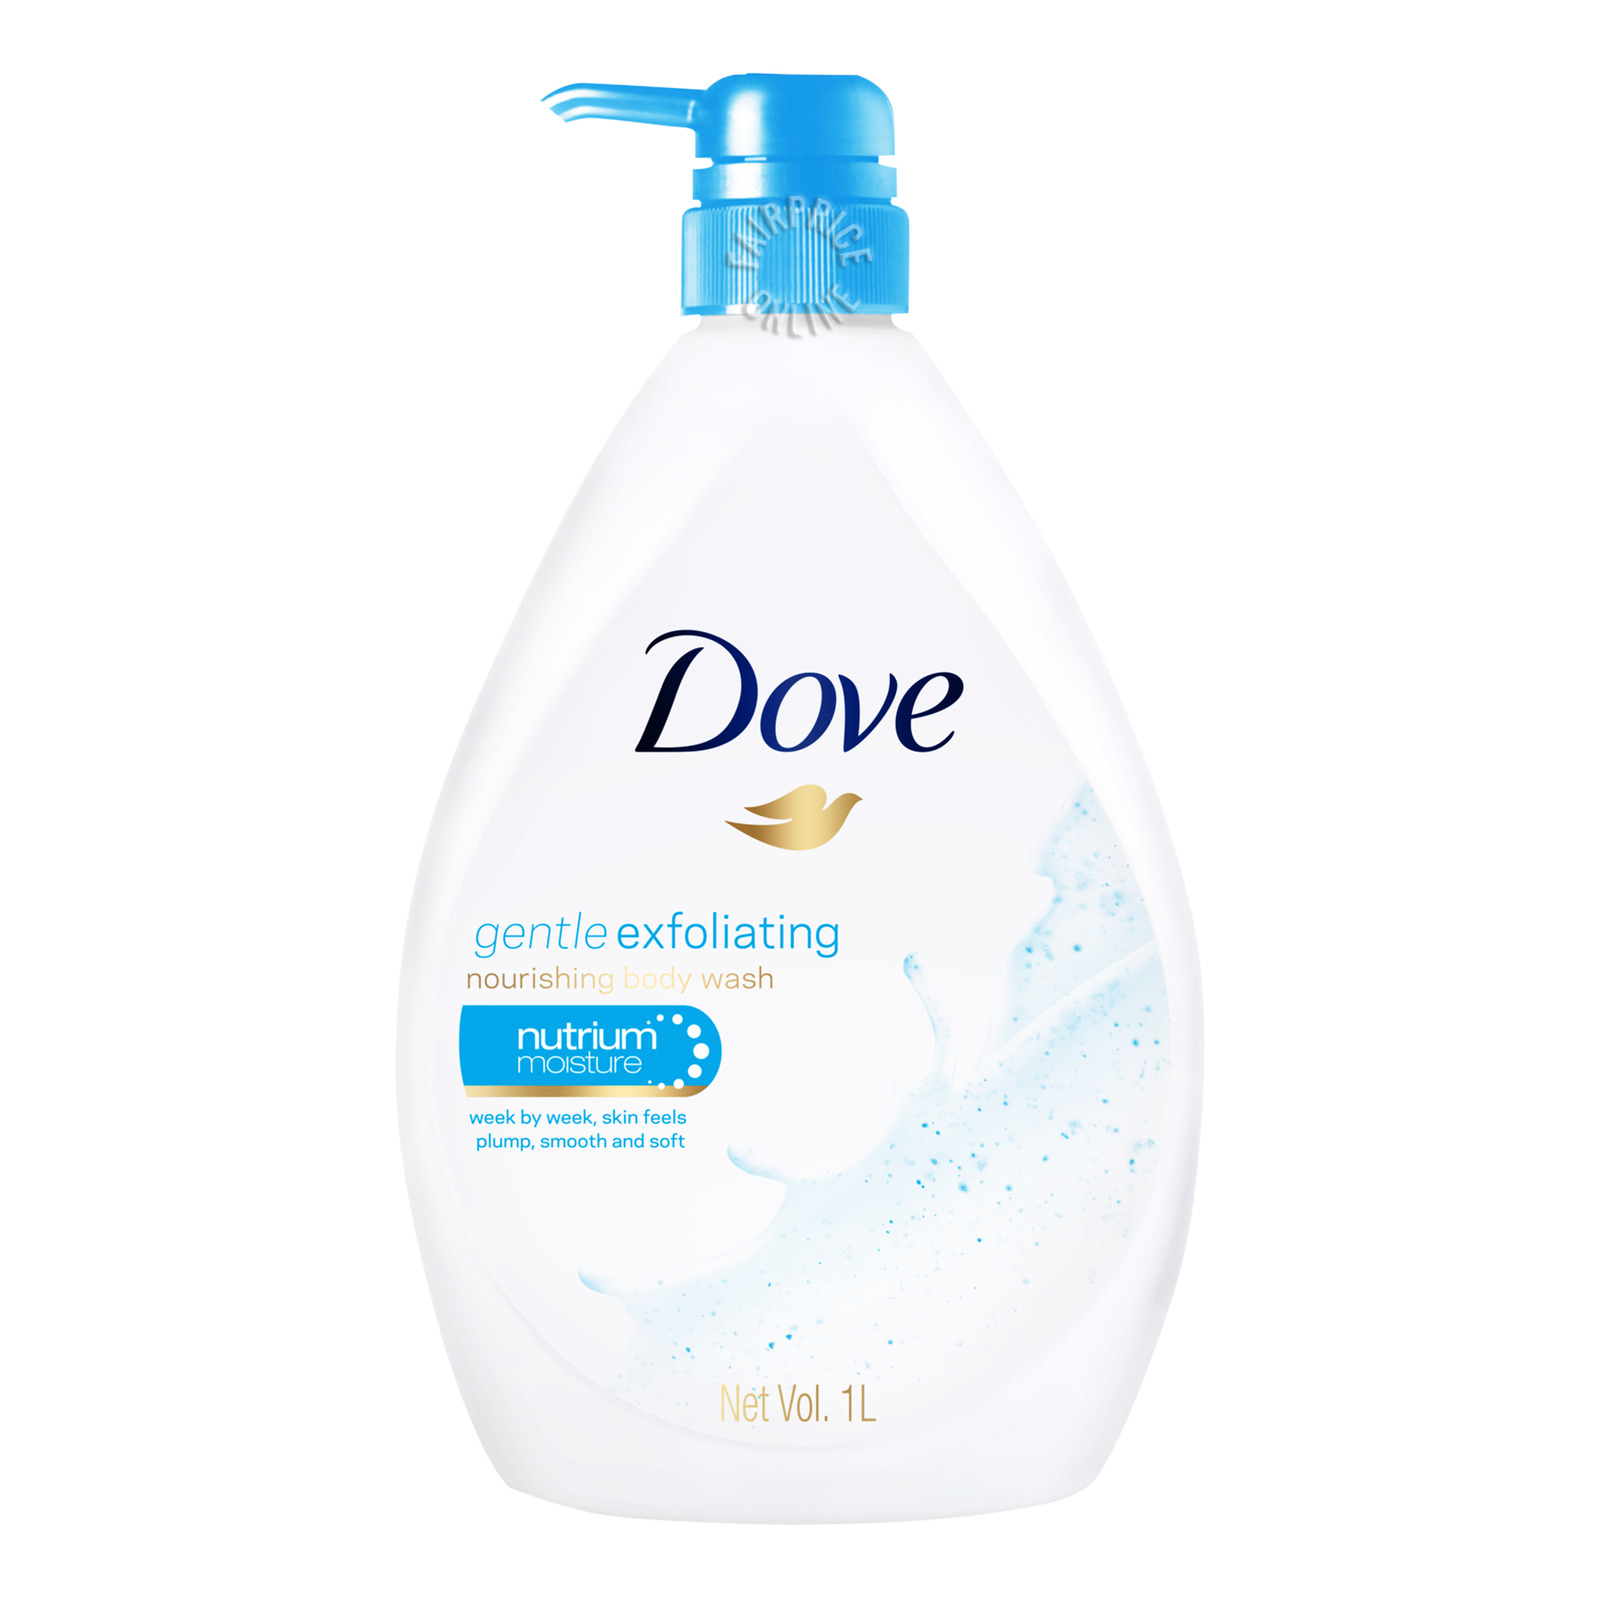 FAIRPRICE
ONLINE
Dove
gentle exfoliating
nourishing body wash
nutrium
moisture
week by week, skin feels
plump, smooth and soft
Net Vol. 1L